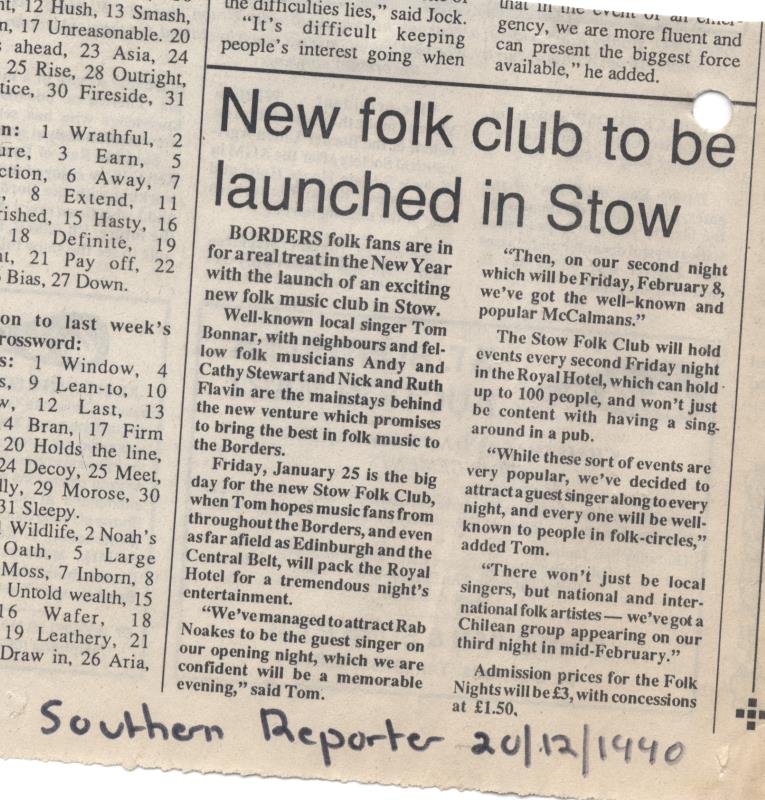 t, 12 Hush, 13 Smash,
n, 17 Unreasonable. 20
ahead, 23 Asia, 24
25 Rise, 28 Outright,
tice, 30 Fireside, 31
n: 1 Wrathful, 2
ure, 3 Earn, 5
ction, 6 Away, 7
8 Extend, 11
rished, 15 Hasty, 16
18 Definite, 19
t, 21 Pay off, 22
Bias, 27 Down.
on to last week's
rossword:
s: 1 Window, 4
s, 9 Lean-to, 10
w, 12 Last, 13
4 Bran, 17 Firm
20 Holds the line,
24 Decoy, 25 Meet,
lly, 29 Morose, 30
31 Sleepy.
Wildlife, 2 Noah's
Oath, 5 Large
Moss, 7 Inborn, 8
Untold wealth, 15
16 Wafer, 18
19 Leathery, 21
Draw in, 26 Aria,
the difficulties lies," said Jock.
"It's difficult keeping
people's interest going when
that in the event of an emer-
gency, we are more fluent and
can present the biggest force
available," he added.
New folk club to be
launched in Stow
BORDERS folk fans are in
for a real treat in the New Year
with the launch of an exciting
new folk music club in Stow.
Well-known local singer Tom
Bonnar, with neighbours and fel-
low folk musicians Andy and
Cathy Stewart and Nick and Ruth
Flavin are the mainstays behind
the new venture which promises
to bring the best in folk music to
the Borders.
Friday, January 25 is the big
day for the new Stow Folk Club,
when Tom hopes music fans from
throughout the Borders, and even
as far afield as Edinburgh and the
Central Belt, will pack the Royal
Hotel for a tremendous night's
entertainment.
"We've managed to attract Rab
Noakes to be the guest singer on
our opening night, which we are
confident will be a memorable
evening," said Tom.
"Then, on our second night
which will be Friday, February 8,
we've got the well-known and
popular McCalmans."
The Stow Folk Club will hold
events every second Friday night
in the Royal Hotel, which can hold
up to 100 people, and won't just
be content with having a sing-
around in a pub.
"While these sort of events are
very popular, we've decided to
attract a guest singer along to every
night, and every one will be well-
known to people in folk-circles,"
added Tom.
"There won't just be local
singers, but national and inter-
national folk artistes — we've got a
Chilean group appearing on our
third night in mid-February."
Admission prices for the Folk
Nights will be £3, with concessions
at £1.50.
Southern Reporter 20/12/1990